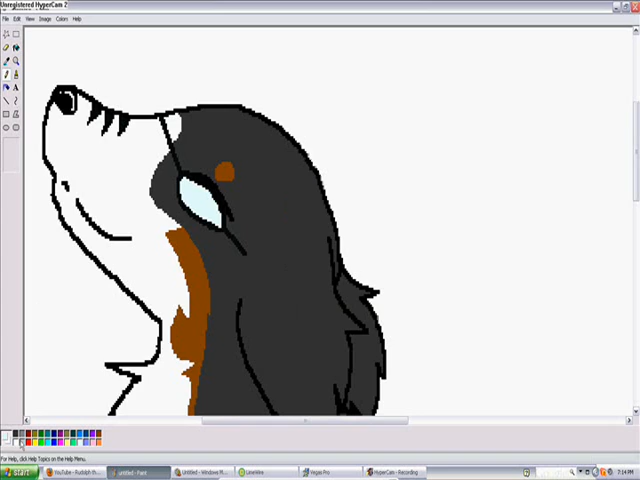 Unregistered HyperCam 2
File Edit View Image Colors Help
For Help, click Help Topics on the Help Menu.
start YouTube - Rudolph th... untitled - Paint Untitled - Windows M... LimeWire Vegas Pro HyperCam - Recording 7:14 PM